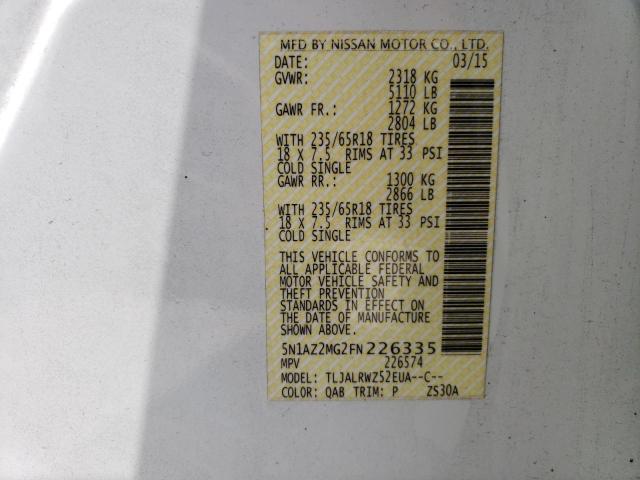 MFD BY NISSAN MOTOR CO., LTD.
DATE: 03/15
GVWR: 2318 KG
5110 LB
GAWR FR.: 1272 KG
2804 LB
WITH 235/65R18 TIRES
18 X 7.5 RIMS AT 33 PSI
COLD SINGLE
GAWR RR.: 1300 KG
2866 LB
WITH 235/65R18 TIRES
18 X 7.5 RIMS AT 33 PSI
COLD SINGLE
THIS VEHICLE CONFORMS TO
ALL APPLICABLE FEDERAL
MOTOR VEHICLE SAFETY AND
THEFT PREVENTION
STANDARDS IN EFFECT ON
THE DATE OF MANUFACTURE
SHOWN ABOVE.
5N1AZ2MG2FN226335
MPV 226574
MODEL: TLJALRWZ52EUA--C--
COLOR: QAB TRIM: P ZS30A